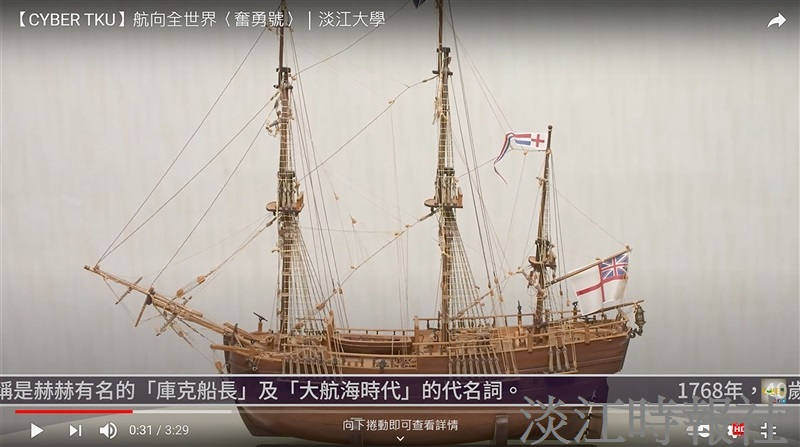 【CYBER TKU】航向全世界〈奮勇號〉｜淡江大學
稱是赫赫有名的「庫克船長」及「大航海時代」的代名詞。 1768年，40歲
0:31 / 3:29
向下捲動即可查看詳情
HD
淡江時報社